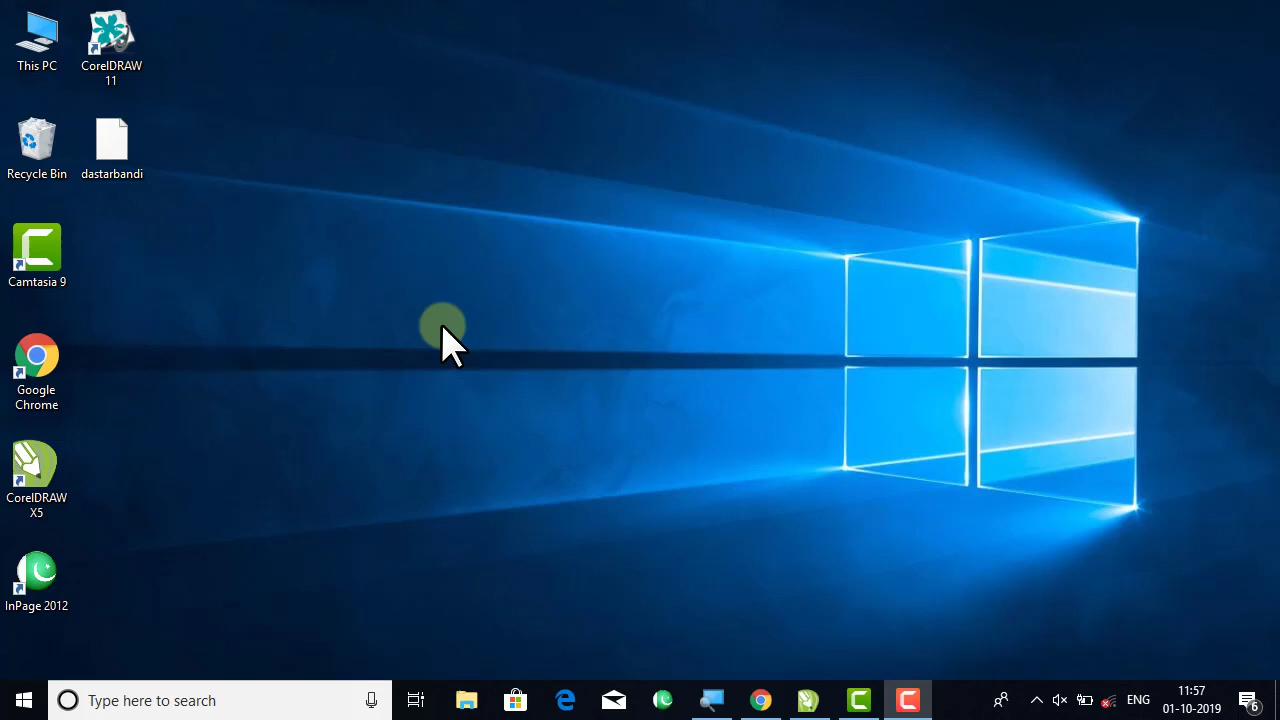 This PC
CorelDRAW
11
Recycle Bin
dastarbandi
Camtasia 9
Google
Chrome
CorelDRAW
X5
InPage 2012
Type here to search
ENG
11:57
01-10-2019
6